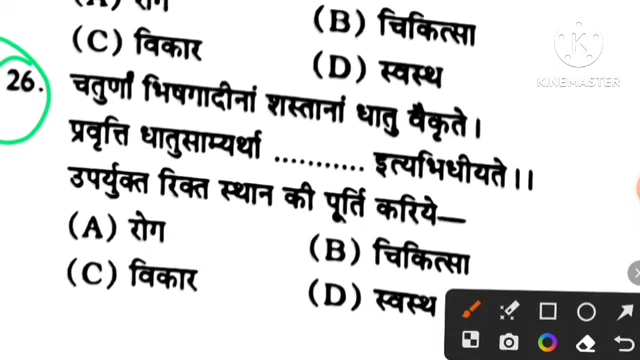 (A) रोग
(B) चिकित्सा
(C) विकार
(D) स्वस्थ
26. चतुर्णां भिषगादीनां शस्तानां धातु वैकृते।
प्रवृत्ति धातुसाम्यर्था ........... इत्यभिधीयते।।
उपर्युक्त रिक्त स्थान की पूर्ति करिये—
(A) रोग
(B) चिकित्सा
(C) विकार
(D) स्वस्थ
KINEMASTER